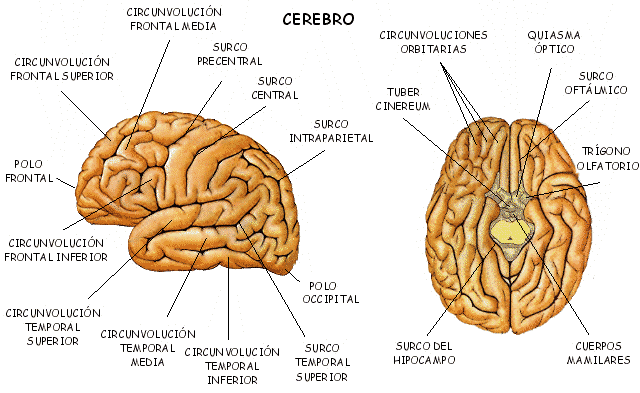 CEREBRO
CIRCUNVOLUCIÓN
FRONTAL MEDIA
CIRCUNVOLUCIÓN
FRONTAL SUPERIOR
SURCO
PRECENTRAL
SURCO
CENTRAL
SURCO
INTRAPARIETAL
POLO
FRONTAL
CIRCUNVOLUCIÓN
FRONTAL INFERIOR
CIRCUNVOLUCIÓN
TEMPORAL
SUPERIOR
CIRCUNVOLUCIÓN
TEMPORAL
MEDIA
CIRCUNVOLUCIÓN
TEMPORAL
INFERIOR
SURCO
TEMPORAL
SUPERIOR
POLO
OCCIPITAL
CIRCUNVOLUCIONES
ORBITARIAS
QUIASMA
ÓPTICO
TUBER
CINEREUM
SURCO
OFTÁLMICO
TRÍGONO
OLFATORIO
SURCO DEL
HIPOCAMPO
CUERPOS
MAMILARES